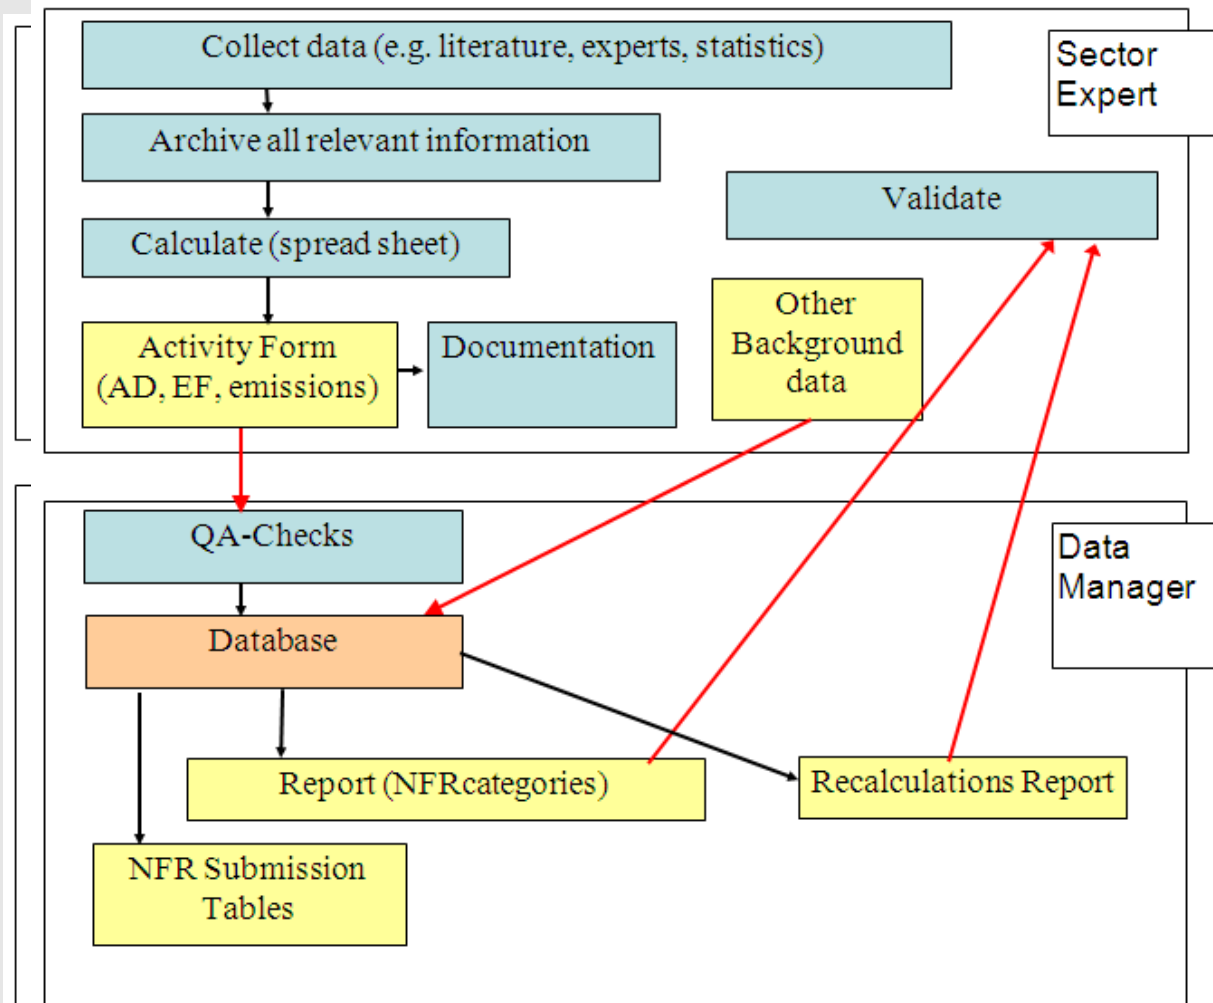 Collect data (e.g. literature, experts, statistics)
Sector
Expert
Archive all relevant information
Validate
Calculate (spread sheet)
Other
Background
data
Activity Form
(AD, EF, emissions)
Documentation
QA-Checks
Data
Manager
Database
Report (NFRcategories)
Recalculations Report
NFR Submission
Tables